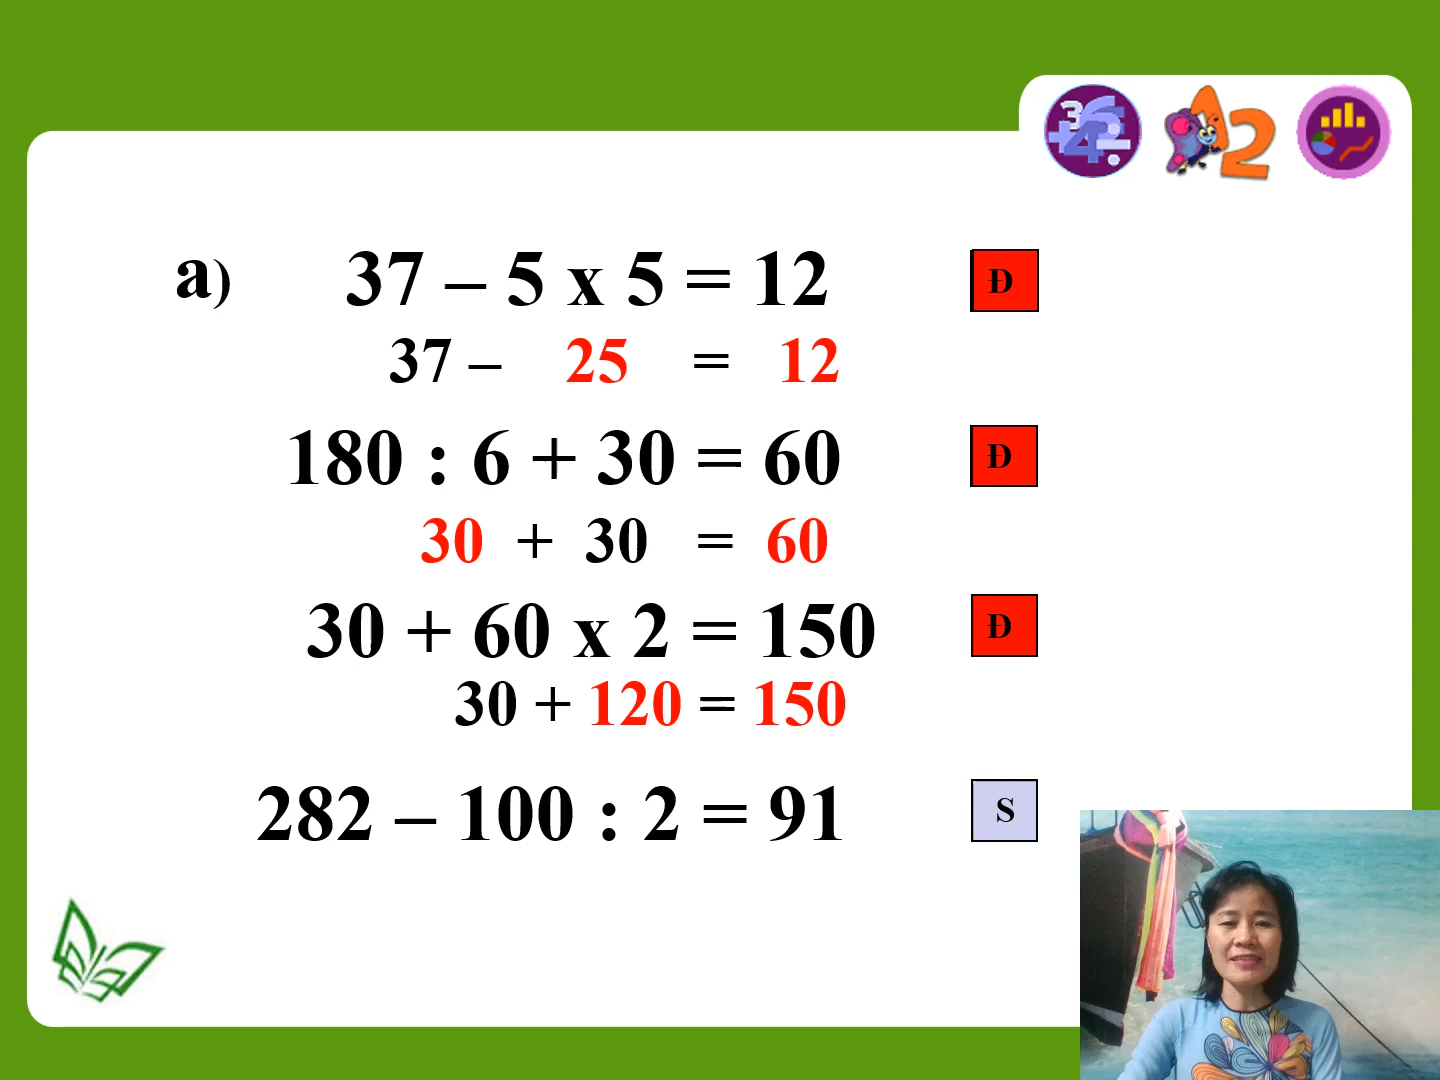 a) 37 – 5 x 5 = 12 Đ
37 – 25 = 12
180 : 6 + 30 = 60 Đ
30 + 30 = 60
30 + 60 x 2 = 150 Đ
30 + 120 = 150
282 – 100 : 2 = 91 S